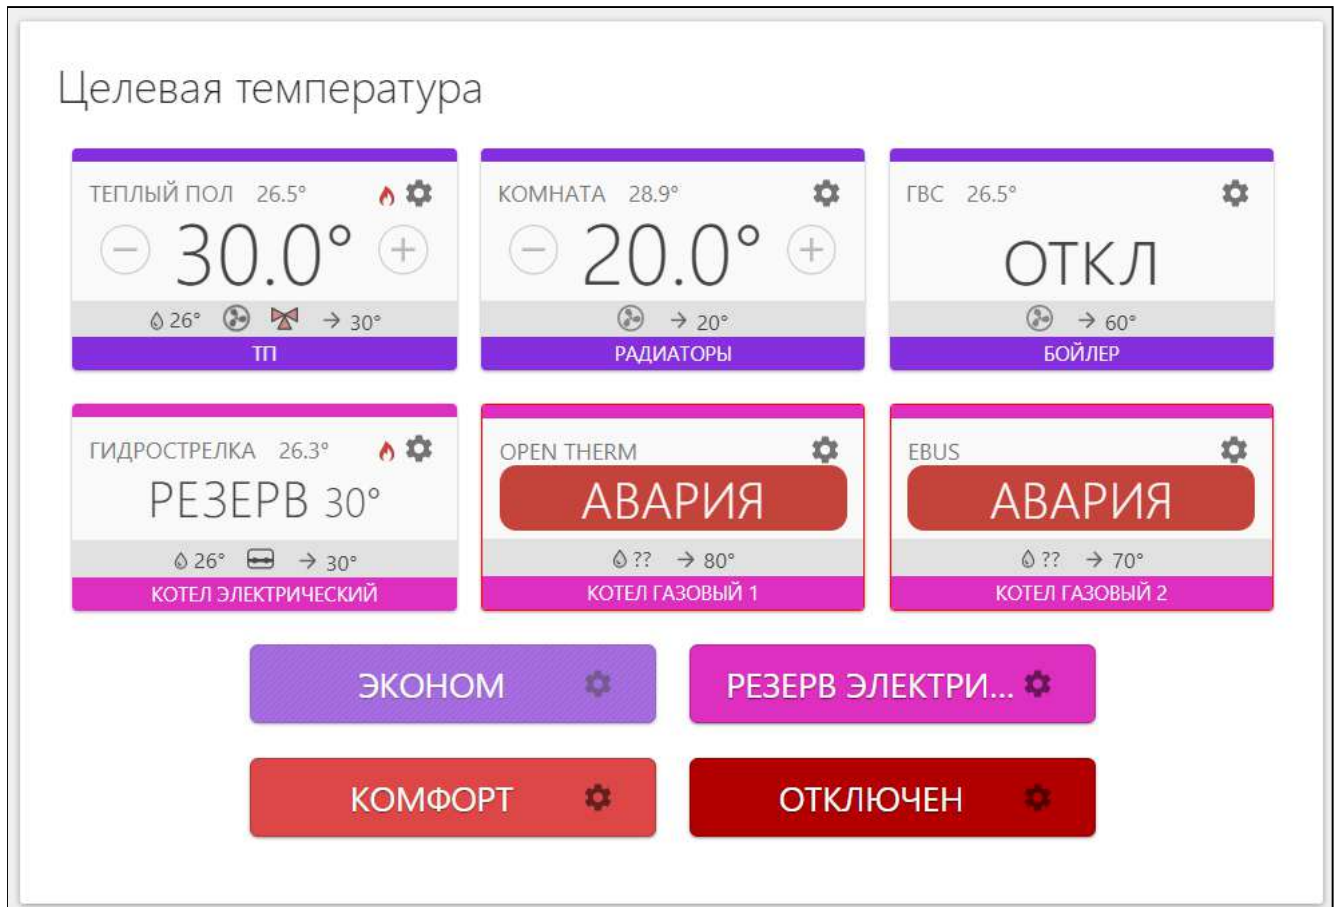 Целевая температура
ТЕПЛЫЙ ПОЛ 26.5°
30.0°
26° → 30°
ТП
КОМНАТА 28.9°
20.0°
→ 20°
РАДИАТОРЫ
ГВС 26.5°
ОТКЛ
→ 60°
БОЙЛЕР
ГИДРОСТРЕЛКА 26.3°
РЕЗЕРВ 30°
26° → 30°
КОТЕЛ ЭЛЕКТРИЧЕСКИЙ
OPEN THERM
АВАРИЯ
?? → 80°
КОТЕЛ ГАЗОВЫЙ 1
EBUS
АВАРИЯ
?? → 70°
КОТЕЛ ГАЗОВЫЙ 2
ЭКОНОМ
РЕЗЕРВ ЭЛЕКТРИ...
КОМФОРТ
ОТКЛЮЧЕН